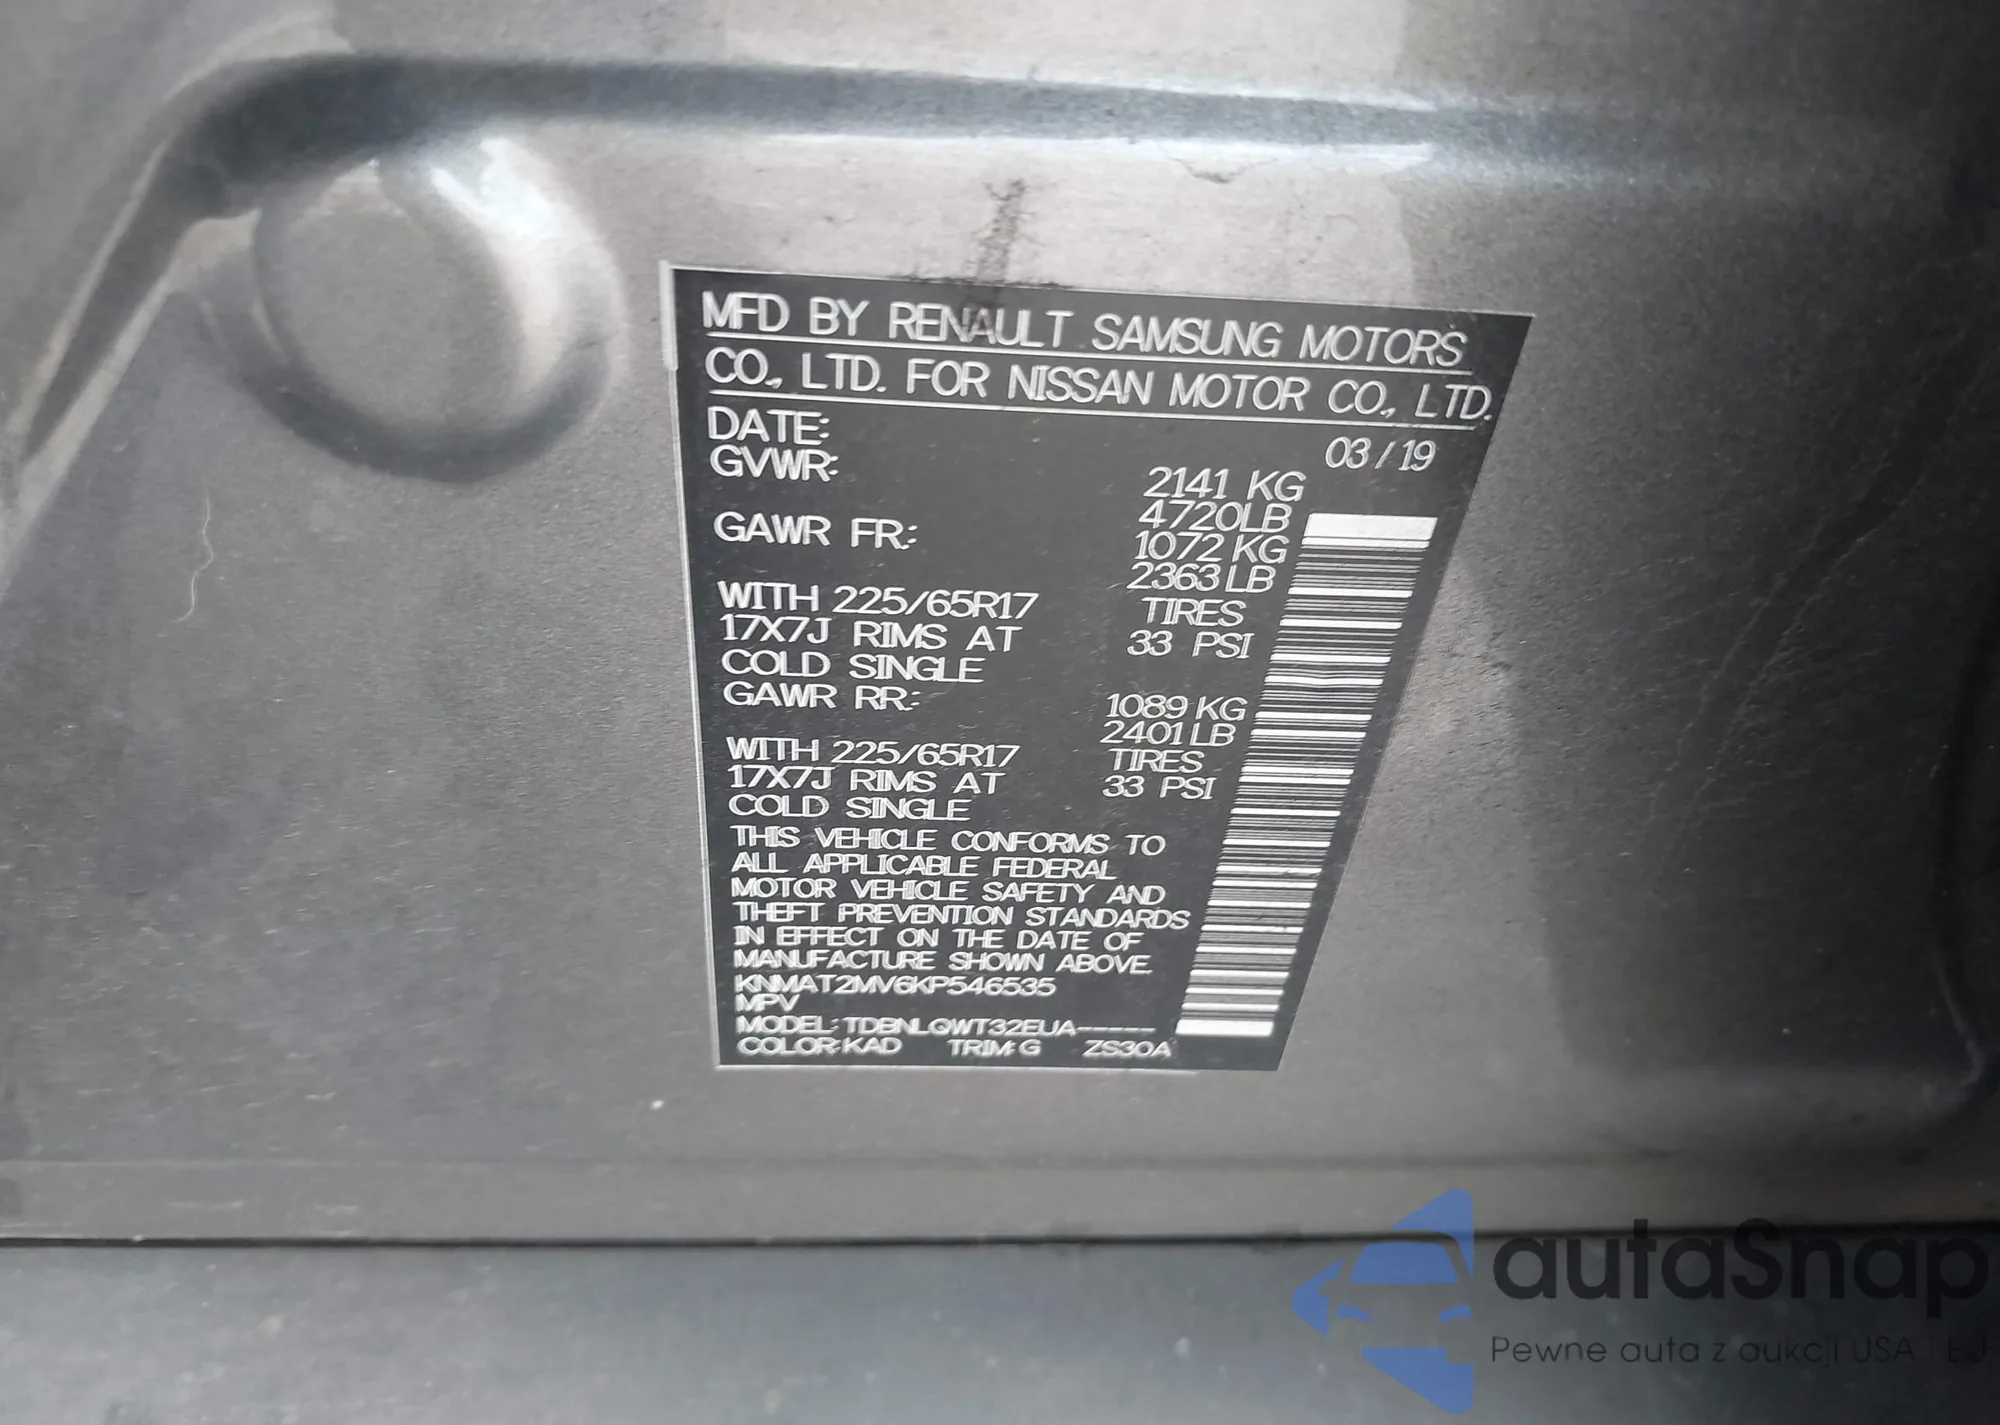 MFD BY RENAULT SAMSUNG MOTORS
CO., LTD. FOR NISSAN MOTOR CO., LTD.
DATE: 03 / 19
GVWR: 2141 KG
4720LB
GAWR FR: 1072 KG
2363 LB
WITH 225/65R17 TIRES
17X7J RIMS AT 33 PSI
COLD SINGLE
GAWR RR: 1089 KG
2401 LB
WITH 225/65R17 TIRES
17X7J RIMS AT 33 PSI
COLD SINGLE
THIS VEHICLE CONFORMS TO
ALL APPLICABLE FEDERAL
MOTOR VEHICLE SAFETY AND
THEFT PREVENTION STANDARDS
IN EFFECT ON THE DATE OF
MANUFACTURE SHOWN ABOVE.
KNMAT2MV6KP546535
MPV
MODEL: TDBNLQWT32EUA-----
COLOR:KAD TRIM:G ZS30A
autaSnap
Pewne auta z aukcji USA i EU